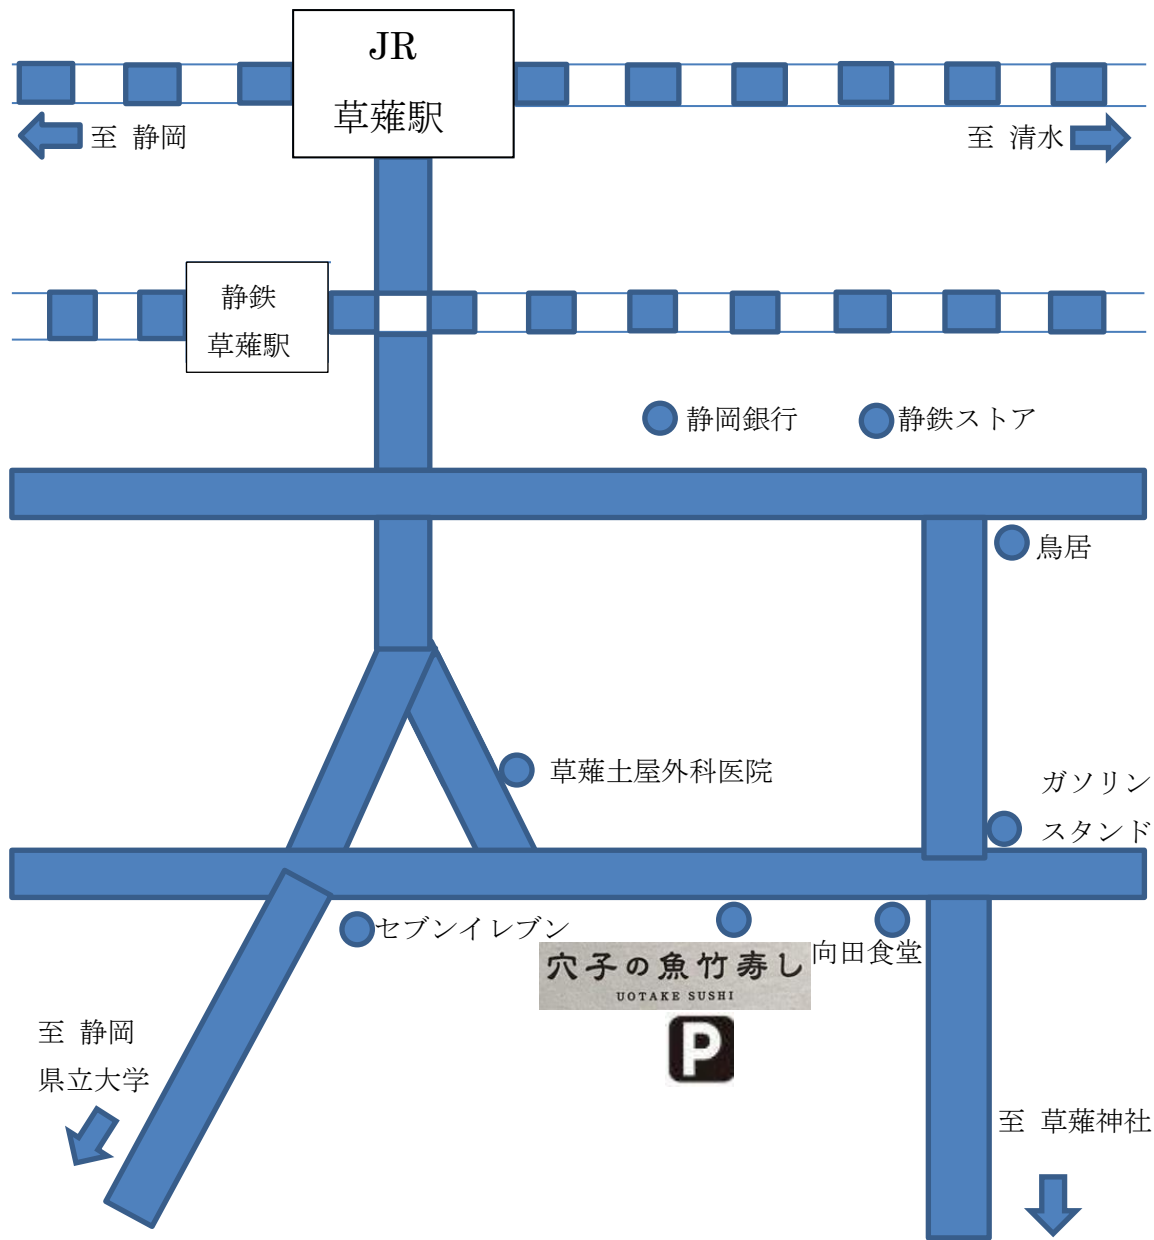 JR
草薙駅
至 静岡
至 清水
静鉄
草薙駅
静岡銀行
静鉄ストア
鳥居
草薙土屋外科医院
ガソリン
スタンド
セブンイレブン
穴子の魚竹寿し
UOTAKE SUSHI
向田食堂
P
至 静岡
県立大学
至 草薙神社